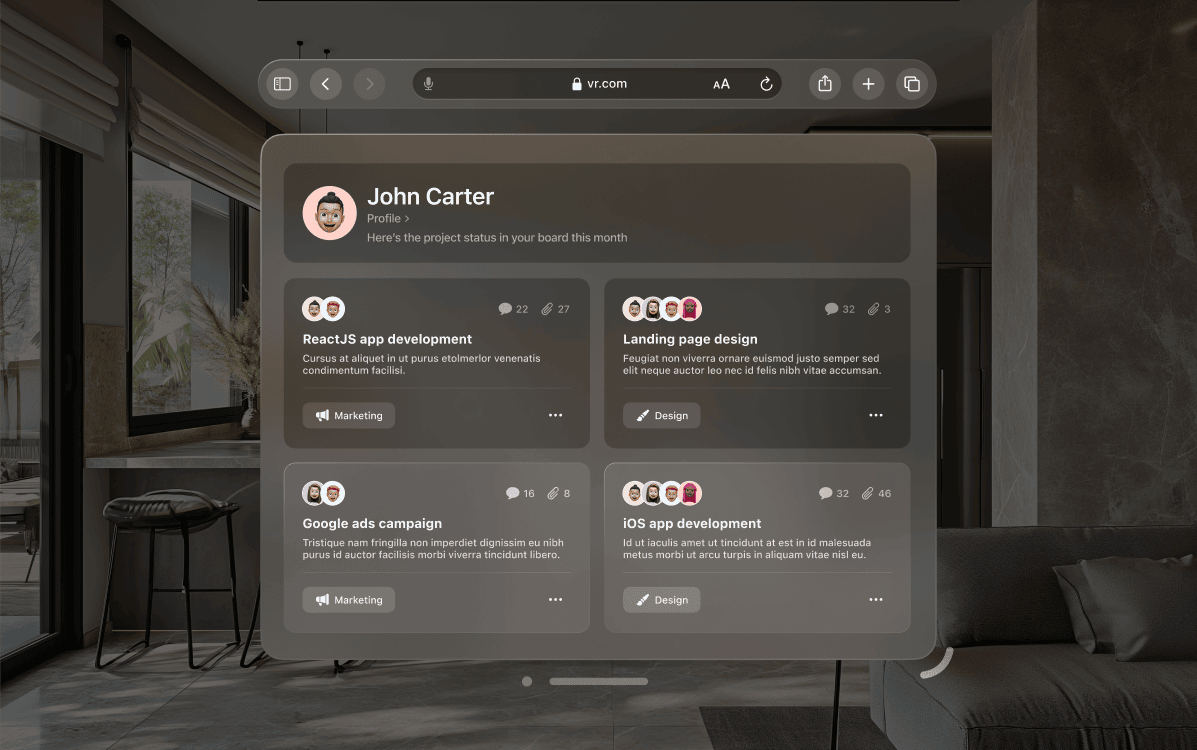 vr.com
AA
John Carter
Profile >
Here's the project status in your board this month
22 27
ReactJS app development
Cursus at aliquet in ut purus etolmerlor venenatis
condimentum facilisi.
Marketing
32 3
Landing page design
Feugiat non viverra ornare euismod justo semper sed
elit neque auctor leo nec id felis nibh vitae accumsan.
Design
16 8
Google ads campaign
Tristique nam fringilla non imperdiet dignissim eu nibh
purus id auctor facilisis morbi viverra tincidunt libero.
Marketing
32 46
iOS app development
Id ut iaculis amet ut tincidunt at est in id malesuada
metus morbi ut arcu turpis in aliquam vitae nisl eu.
Design